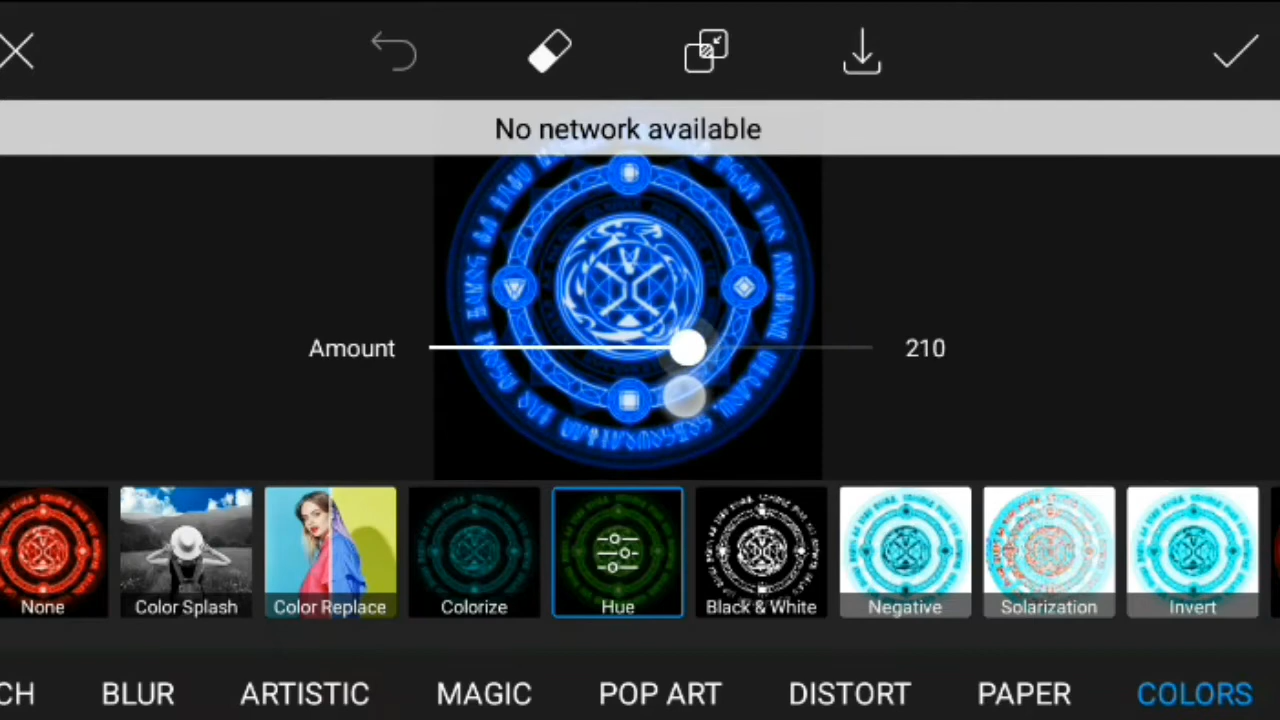 No network available
Amount 210
None Color Splash Color Replace Colorize Hue Black & White Negative Solarization Invert
CH BLUR ARTISTIC MAGIC POP ART DISTORT PAPER COLORS